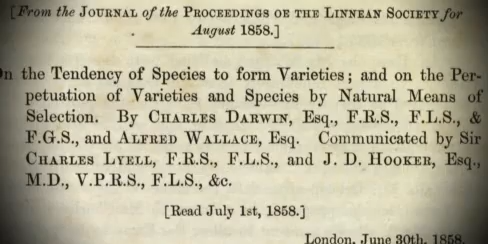 [From the JOURNAL of the PROCEEDINGS OE THE LINNEAN SOCIETY for
August 1858.]
On the Tendency of Species to form Varieties; and on the Per-
petuation of Varieties and Species by Natural Means of
Selection. By CHARLES DARWIN, Esq., F.R.S., F.L.S., &
F.G.S., and ALFRED WALLACE, Esq. Communicated by Sir
CHARLES LYELL, F.R.S., F.L.S., and J. D. HOOKER, Esq.,
M.D., V.P.R.S., F.L.S., &c.
[Read July 1st, 1858.]
London, June 30th, 1858.